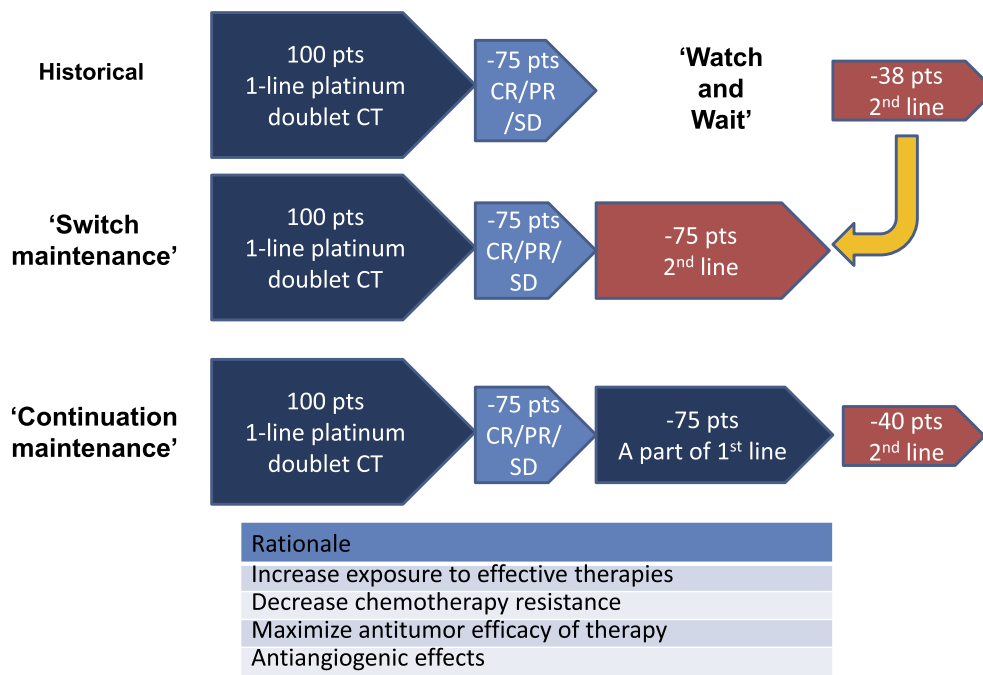 Historical
100 pts
1-line platinum
doublet CT
-75 pts
CR/PR
/SD
‘Watch
and
Wait’
-38 pts
2nd line
‘Switch
maintenance’
100 pts
1-line platinum
doublet CT
-75 pts
CR/PR/
SD
-75 pts
2nd line
‘Continuation
maintenance’
100 pts
1-line platinum
doublet CT
-75 pts
CR/PR/
SD
-75 pts
A part of 1st line
-40 pts
2nd line
Rationale
Increase exposure to effective therapies
Decrease chemotherapy resistance
Maximize antitumor efficacy of therapy
Antiangiogenic effects